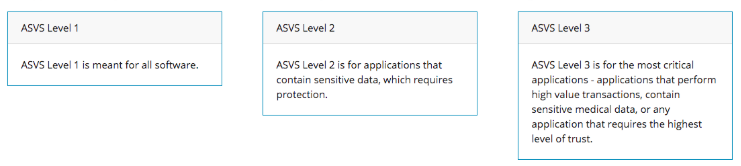 ASVS Level 1
ASVS Level 1 is meant for all software.
ASVS Level 2
ASVS Level 2 is for applications that
contain sensitive data, which requires
protection.
ASVS Level 3
ASVS Level 3 is for the most critical
applications - applications that perform
high value transactions, contain
sensitive medical data, or any
application that requires the highest
level of trust.